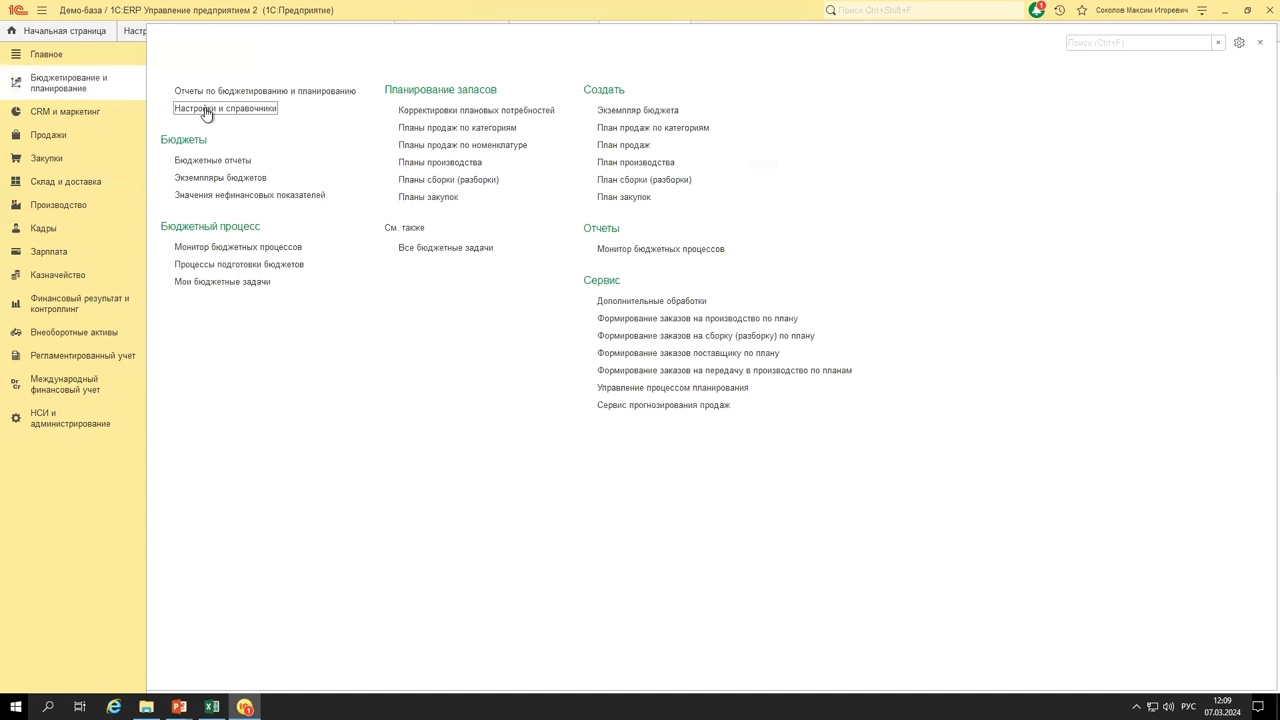 Демо-база / 1С:ERP Управление предприятием 2 (1С:Предприятие)
Поиск Ctrl+Shift+F
1
Соколов Максим Игоревич
Начальная страница
Настр
Поиск (Ctrl+F)
Главное
Бюджетирование и
планирование
CRM и маркетинг
Продажи
Закупки
Склад и доставка
Производство
Кадры
Зарплата
Казначейство
Финансовый результат и
контроллинг
Внеоборотные активы
Регламентированный учет
Международный
финансовый учет
НСИ и
администрирование
Отчеты по бюджетированию и планированию
Настройки и справочники
Бюджеты
Бюджетные отчеты
Экземпляры бюджетов
Значения нефинансовых показателей
Бюджетный процесс
Монитор бюджетных процессов
Процессы подготовки бюджетов
Мои бюджетные задачи
Планирование запасов
Корректировки плановых потребностей
Планы продаж по категориям
Планы продаж по номенклатуре
Планы производства
Планы сборки (разборки)
Планы закупок
См. также
Все бюджетные задачи
Создать
Экземпляр бюджета
План продаж по категориям
План продаж
План производства
План сборки (разборки)
План закупок
Отчеты
Монитор бюджетных процессов
Сервис
Дополнительные обработки
Формирование заказов на производство по плану
Формирование заказов на сборку (разборку) по плану
Формирование заказов поставщику по плану
Формирование заказов на передачу в производство по планам
Управление процессом планирования
Сервис прогнозирования продаж
РУС
12:09
07.03.2024